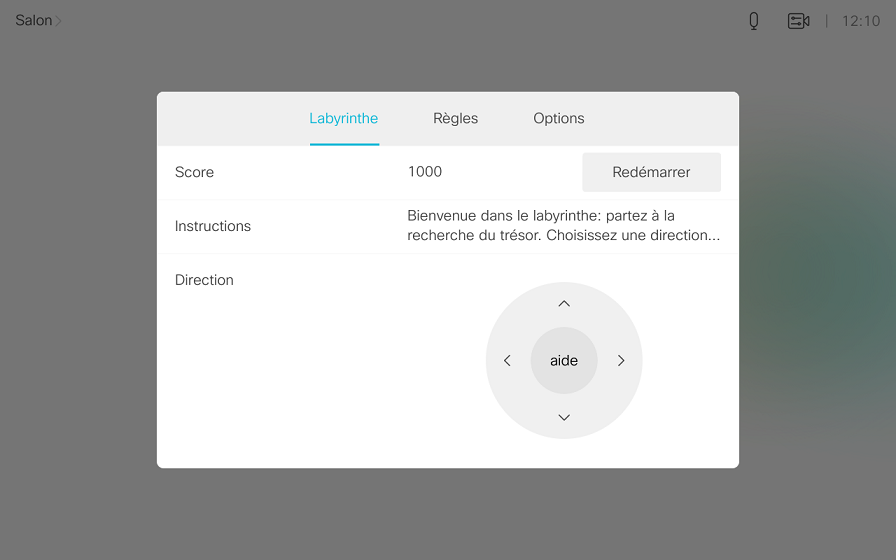 Salon
12:10
Labyrinthe
Règles
Options
Score
1000
Redémarrer
Instructions
Bienvenue dans le labyrinthe: partez à la
recherche du trésor. Choisissez une direction...
Direction
aide